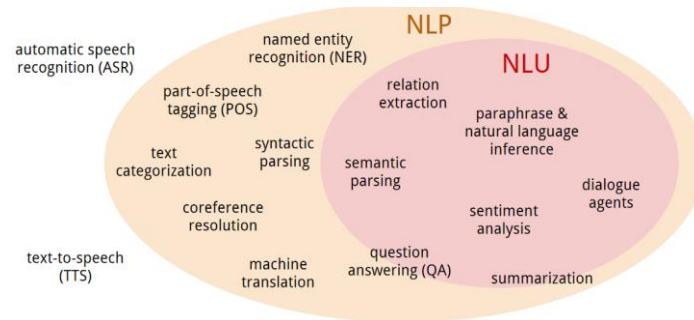 NLP
NLU
automatic speech
recognition (ASR)
named entity
recognition (NER)
relation
extraction
part-of-speech
tagging (POS)
paraphrase &
natural language
inference
text
categorization
syntactic
parsing
semantic
parsing
dialogue
agents
coreference
resolution
sentiment
analysis
text-to-speech
(TTS)
machine
translation
question
answering (QA)
summarization